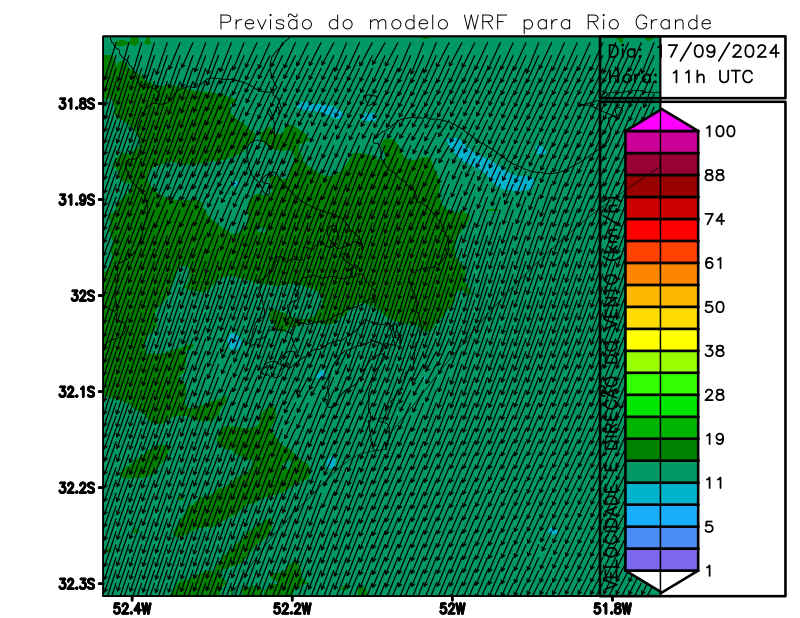 Previsão do modelo WRF para Rio Grande
Dia: 17/09/2024
Hora: 11h UTC
31.8S
31.9S
32S
32.1S
32.2S
32.3S
52.4W
52.2W
52W
51.8W
VELOCIDADE E DIREÇÃO DO VENTO (km/h)
100
88
74
61
50
38
28
19
11
5
1